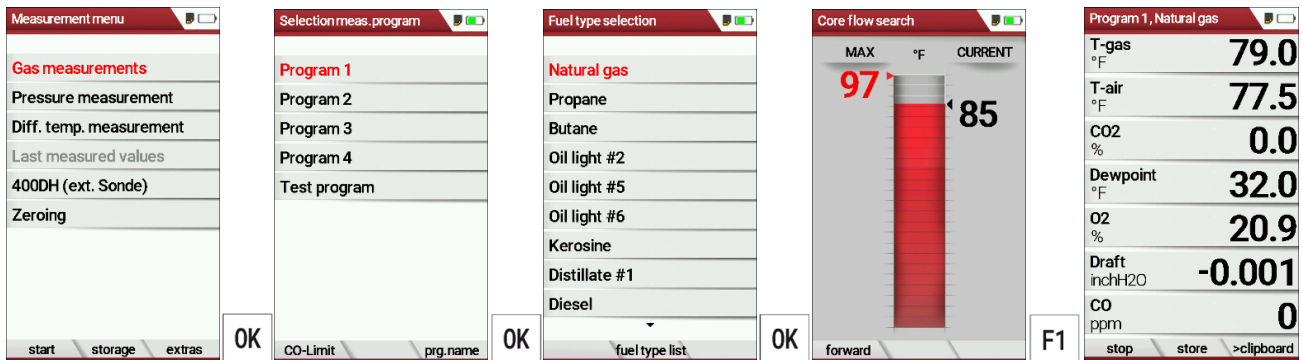 Measurement menu
Gas measurements
Pressure measurement
Diff. temp. measurement
Last measured values
400DH (ext. Sonde)
Zeroing
start storage extras
OK
Selection meas.program
Program 1
Program 2
Program 3
Program 4
Test program
CO-Limit prg.name
OK
Fuel type selection
Natural gas
Propane
Butane
Oil light #2
Oil light #5
Oil light #6
Kerosine
Distillate #1
Diesel
fuel type list
OK
Core flow search
MAX °F CURRENT
97
85
forward
F1
Program 1, Natural gas
T-gas
°F 79.0
T-air
°F 77.5
CO2
% 0.0
Dewpoint
°F 32.0
O2
% 20.9
Draft
inchH2O -0.001
CO
ppm 0
stop store >clipboard